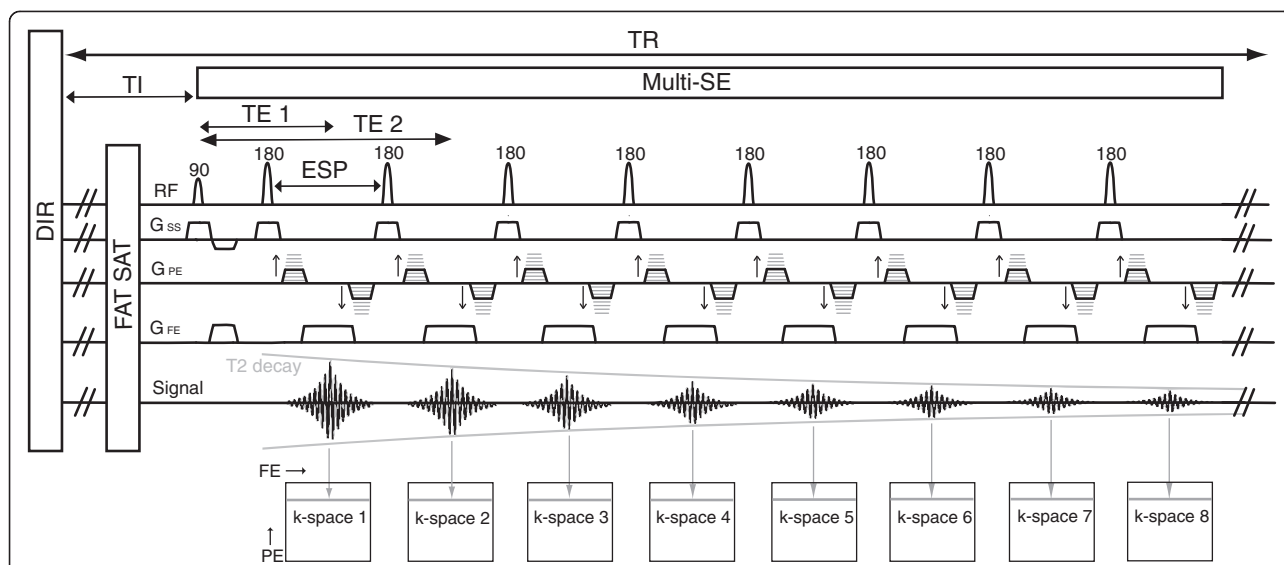 TR
Multi-SE
TI
TE 1
TE 2
90 180 180 180 180 180 180 180 180
ESP
RF
G SS
G PE
G FE
T2 decay
Signal
DIR
FAT SAT
FE
k-space 1 k-space 2 k-space 3 k-space 4 k-space 5 k-space 6 k-space 7 k-space 8
PE